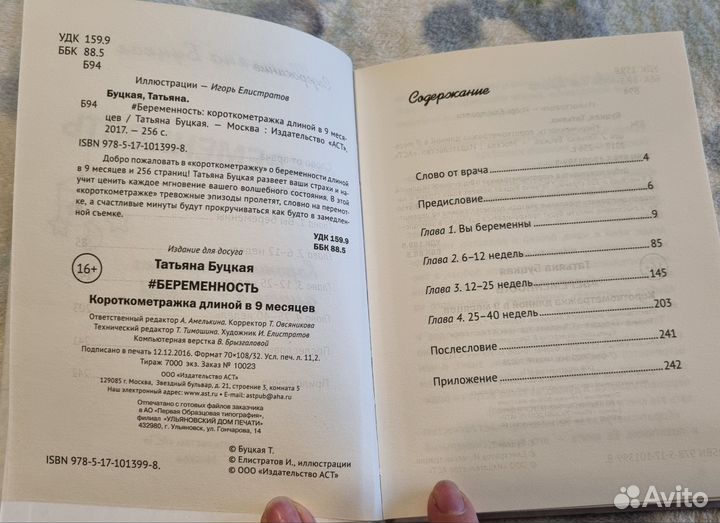 УДК 159.9
ББК 88.5
Б94
Иллюстрации — Игорь Елистратов
Буцкая, Татьяна.
Б94 #Беременность: короткометражка длиной в 9 меся-
цев / Татьяна Буцкая. — Москва : Издательство «АСТ»,
2017. — 256 с.
ISBN 978-5-17-101399-8.
Добро пожаловать в «короткометражку» о беременности длиной
в 9 месяцев и 256 страниц! Татьяна Буцкая развеет ваши страхи и на-
учит ценить каждое мгновение вашего волшебного состояния. В этой
«короткометражке» тревожные эпизоды пролетят, словно на перемот-
ке, а счастливые минуты будут прокручиваться как будто в замедлен-
ной съемке.
УДК 159.9
ББК 88.5
Издание для досуга
16+
Татьяна Буцкая
#БЕРЕМЕННОСТЬ
Короткометражка длиной в 9 месяцев
Ответственный редактор А. Амелькина. Корректор Т. Овсяникова
Технический редактор Т. Тимошина. Художник И. Елистратов
Компьютерная верстка В. Брызгаловой
Подписано в печать 12.12.2016. Формат 70×108/32. Усл. печ. л. 11,2.
Тираж 7000 экз. Заказ № 10023
ООО «Издательство АСТ»
129085 г. Москва, Звездный бульвар, д. 21, строение 3, комната 5
Наш электронный адрес: www.ast.ru • E-mail: astpub@aha.ru
Отпечатано с готовых файлов заказчика
в АО «Первая Образцовая типография»,
филиал «УЛЬЯНОВСКИЙ ДОМ ПЕЧАТИ»
432980, г. Ульяновск, ул. Гончарова, 14
© Буцкая Т.
© Елистратов И., иллюстрации
ISBN 978-5-17-101399-8.
© ООО «Издательство АСТ»
Содержание
Слово от врача 4
Предисловие 6
Глава 1. Вы беременны 9
Глава 2. 6–12 недель 85
Глава 3. 12–25 недель 145
Глава 4. 25–40 недель 203
Послесловие 241
Приложение 242
Avito